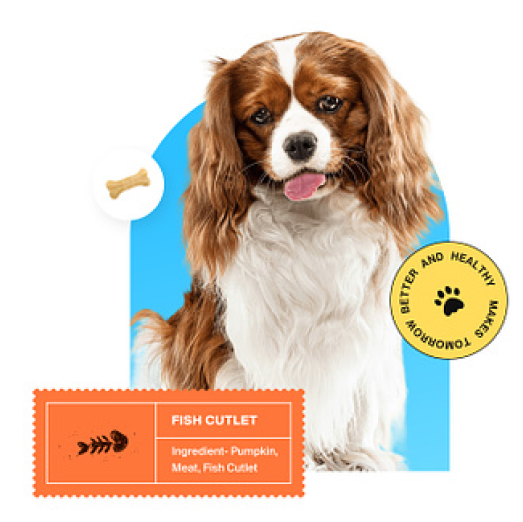 BETTER AND HEALTHY MAKES TOMORROW
FISH CUTLET
Ingredient- Pumpkin,
Meat, Fish Cutlet